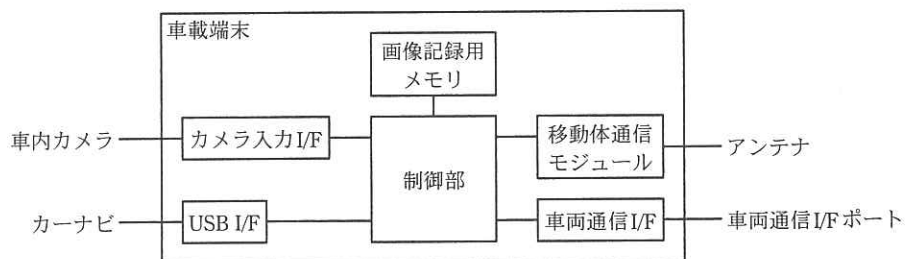 車載端末
画像記録用
メモリ
車内カメラ
カメラ入力I/F
移動体通信
モジュール
アンテナ
制御部
カーナビ
USB I/F
車両通信I/F
車両通信I/Fポート